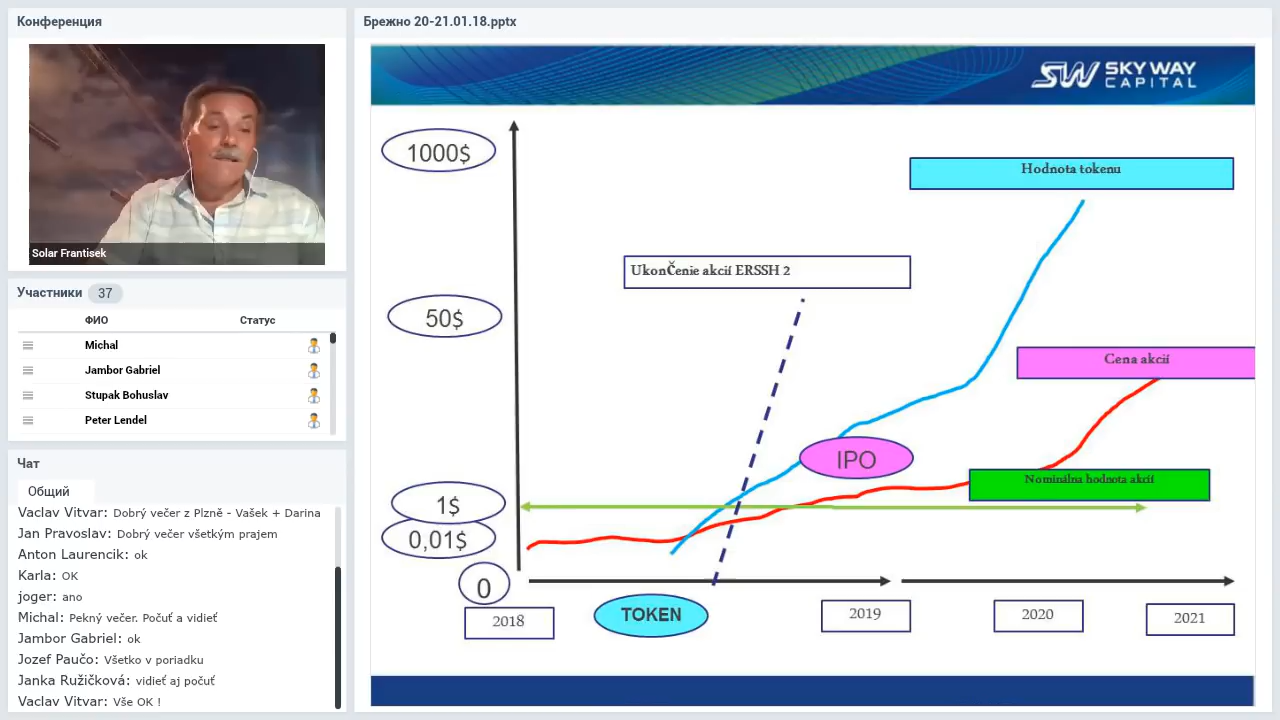 Конференция
Solar Frantisek
Участники 37
ФИО Статус
Michal
Jambor Gabriel
Stupak Bohuslav
Peter Lendel
Чат
Общий
Vaclav Vitvar: Dobrý večer z Plzně - Vašek + Darina
Jan Pravoslav: Dobrý večer všetkým prajem
Anton Laurencik: ok
Karla: OK
joger: ano
Michal: Pekný večer. Počuť a vidieť
Jambor Gabriel: ok
Jozef Paučo: Všetko v poriadku
Janka Ružičková: vidieť aj počuť
Vaclav Vitvar: Vše OK !
Брежно 20-21.01.18.pptx
SW SKY WAY
CAPITAL
1000$
Hodnota tokenu
UkonČenie akcií ERSSH 2
50$
Cena akcií
IPO
Nominálna hodnota akcií
1$
0,01$
0
2018
TOKEN
2019
2020
2021